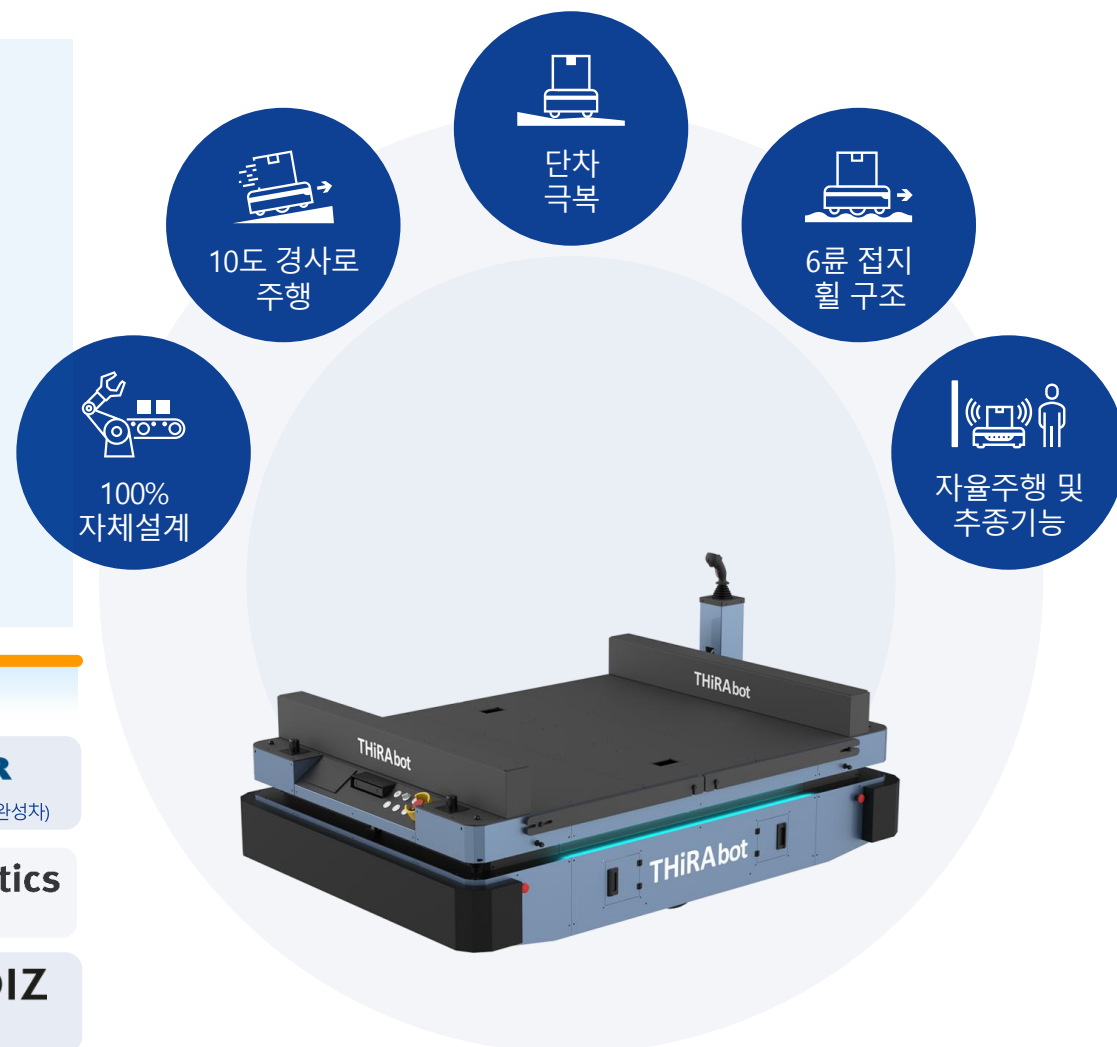 단차
극복
10도 경사로
주행
6륜 접지
휠 구조
100%
자체설계
자율주행 및
추종기능
THiRAbot
THiRAbot
THiRAbot
완성차)
tics
IZ